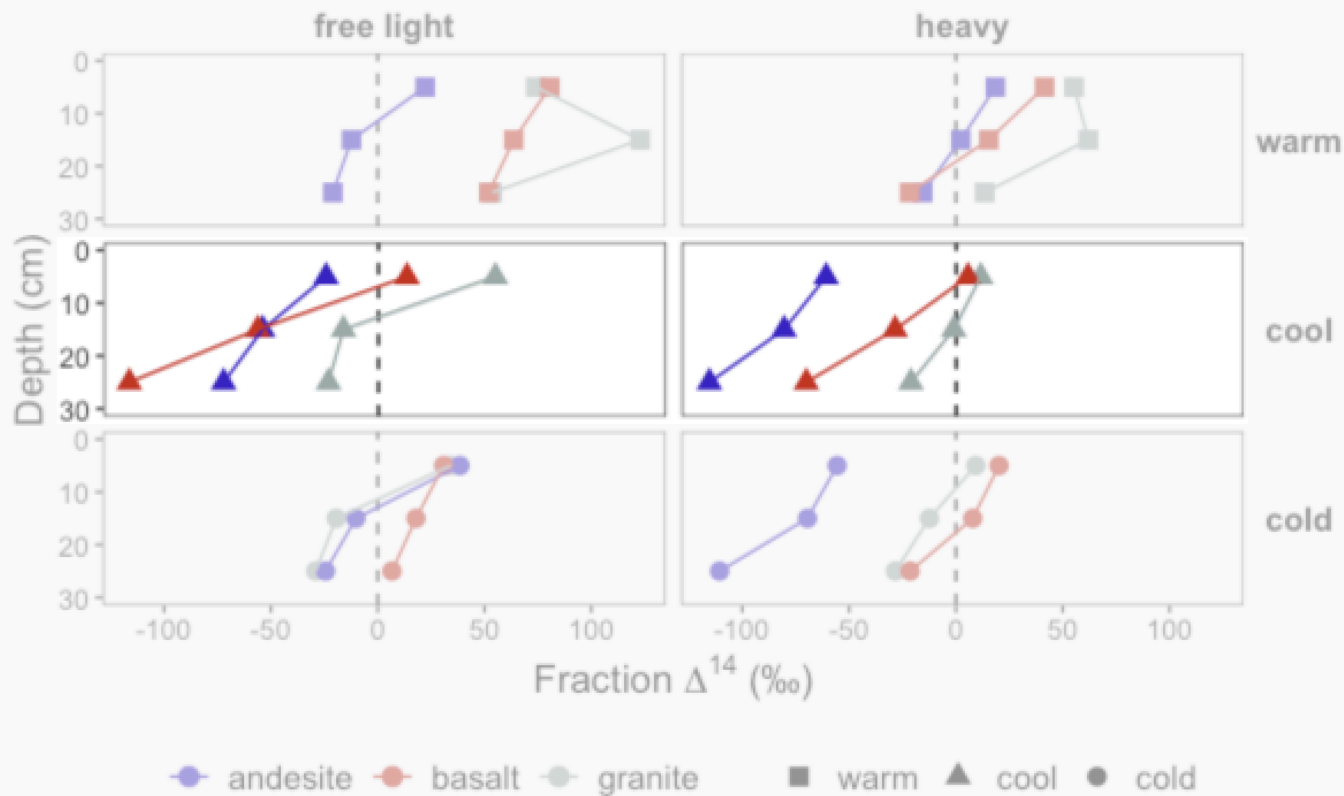 free light heavy
0
10
20
30
warm
0
10
20
30
cool
0
10
20
30
cold
Depth (cm)
-100 -50 0 50 100 -100 -50 0 50 100
Fraction Δ¹⁴ (‰)
andesite basalt granite warm cool cold